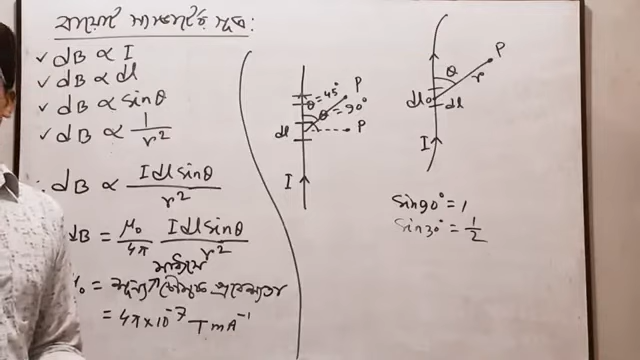 বায়োট স্যাভার্টের সূত্র:
✓ dB ∝ I
✓ dB ∝ dl
✓ dB ∝ sinθ
✓ dB ∝ 1/r²
∴ dB ∝ Idl sinθ/r²
dB = μ₀/4π Idl sinθ/r²
μ₀ = শূন্য মাধ্যমে চৌম্বক প্রবেশ্যতা
= 4π×10⁻⁷ TmA⁻¹
θ=45° P
θ=90°
dl P
I
P
θ r
dl dl
I
sin90° = 1
sin30° = 1/2